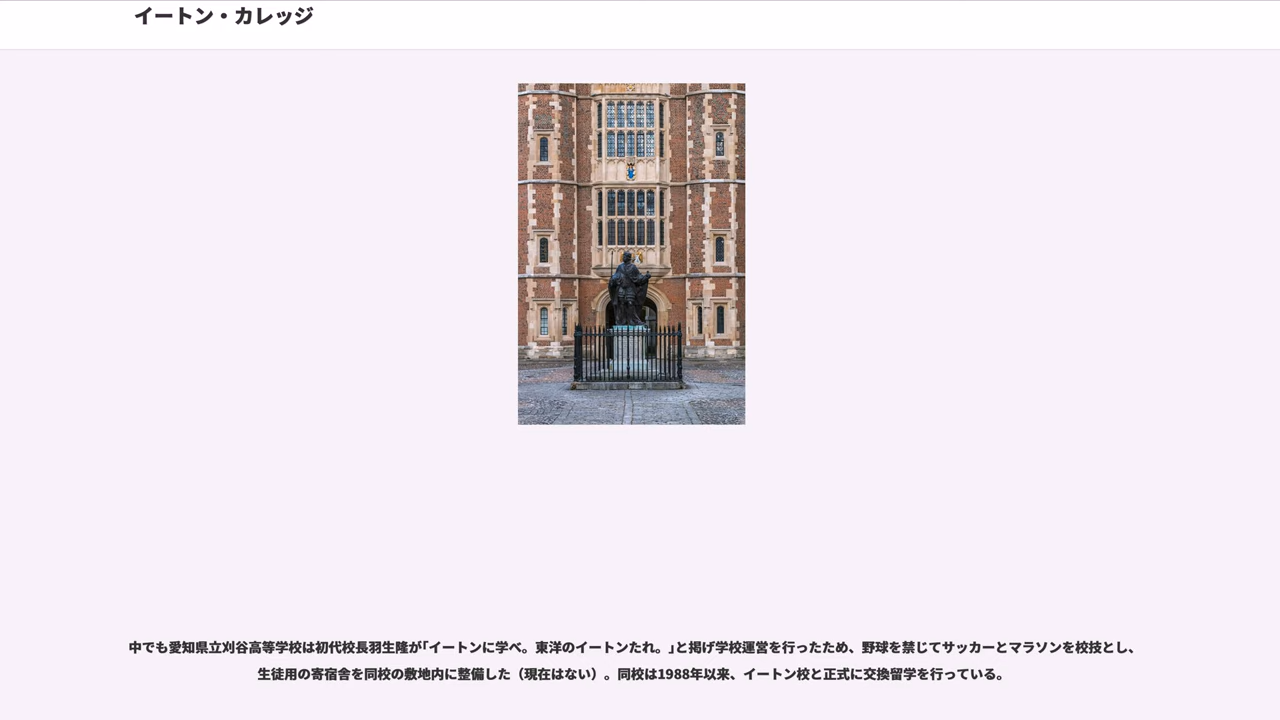 イートン・カレッジ
中でも愛知県立刈谷高等学校は初代校長羽生隆が｢イートンに学べ。東洋のイートンたれ。｣と掲げ学校運営を行ったため、野球を禁じてサッカーとマラソンを校技とし、
生徒用の寄宿舎を同校の敷地内に整備した（現在はない）。同校は1988年以来、イートン校と正式に交換留学を行っている。